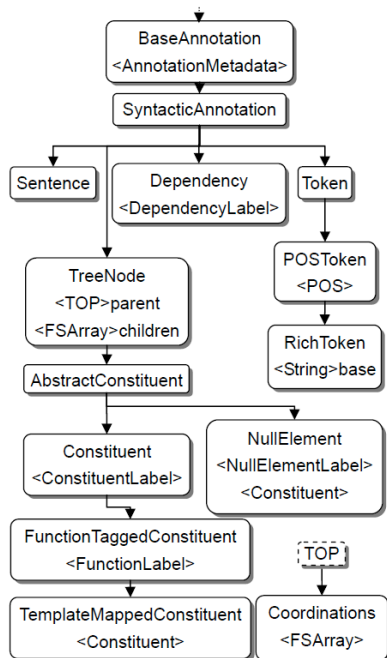 BaseAnnotation
<AnnotationMetadata>
SyntacticAnnotation
Sentence
Dependency
<DependencyLabel>
Token
TreeNode
<TOP>parent
<FSArray>children
POSToken
<POS>
RichToken
<String>base
AbstractConstituent
Constituent
<ConstituentLabel>
NullElement
<NullElementLabel>
<Constituent>
FunctionTaggedConstituent
<FunctionLabel>
TOP
TemplateMappedConstituent
<Constituent>
Coordinations
<FSArray>